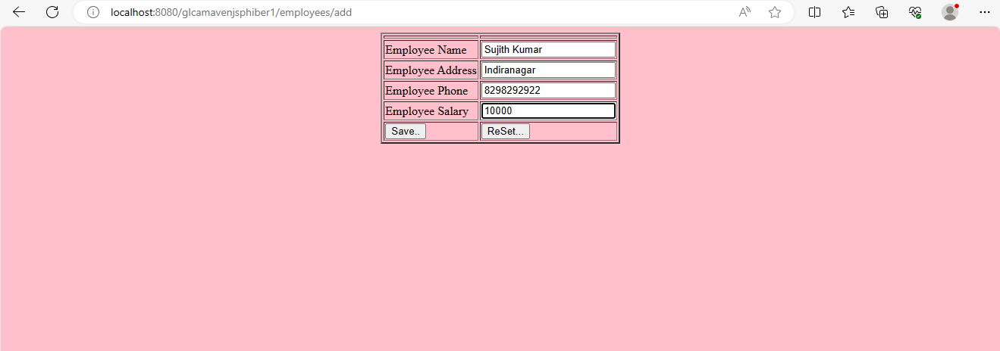 localhost:8080/glcamavenjsphiber1/employees/add
Employee Name Sujith Kumar
Employee Address Indiranagar
Employee Phone 8298292922
Employee Salary 10000
Save.. ReSet...